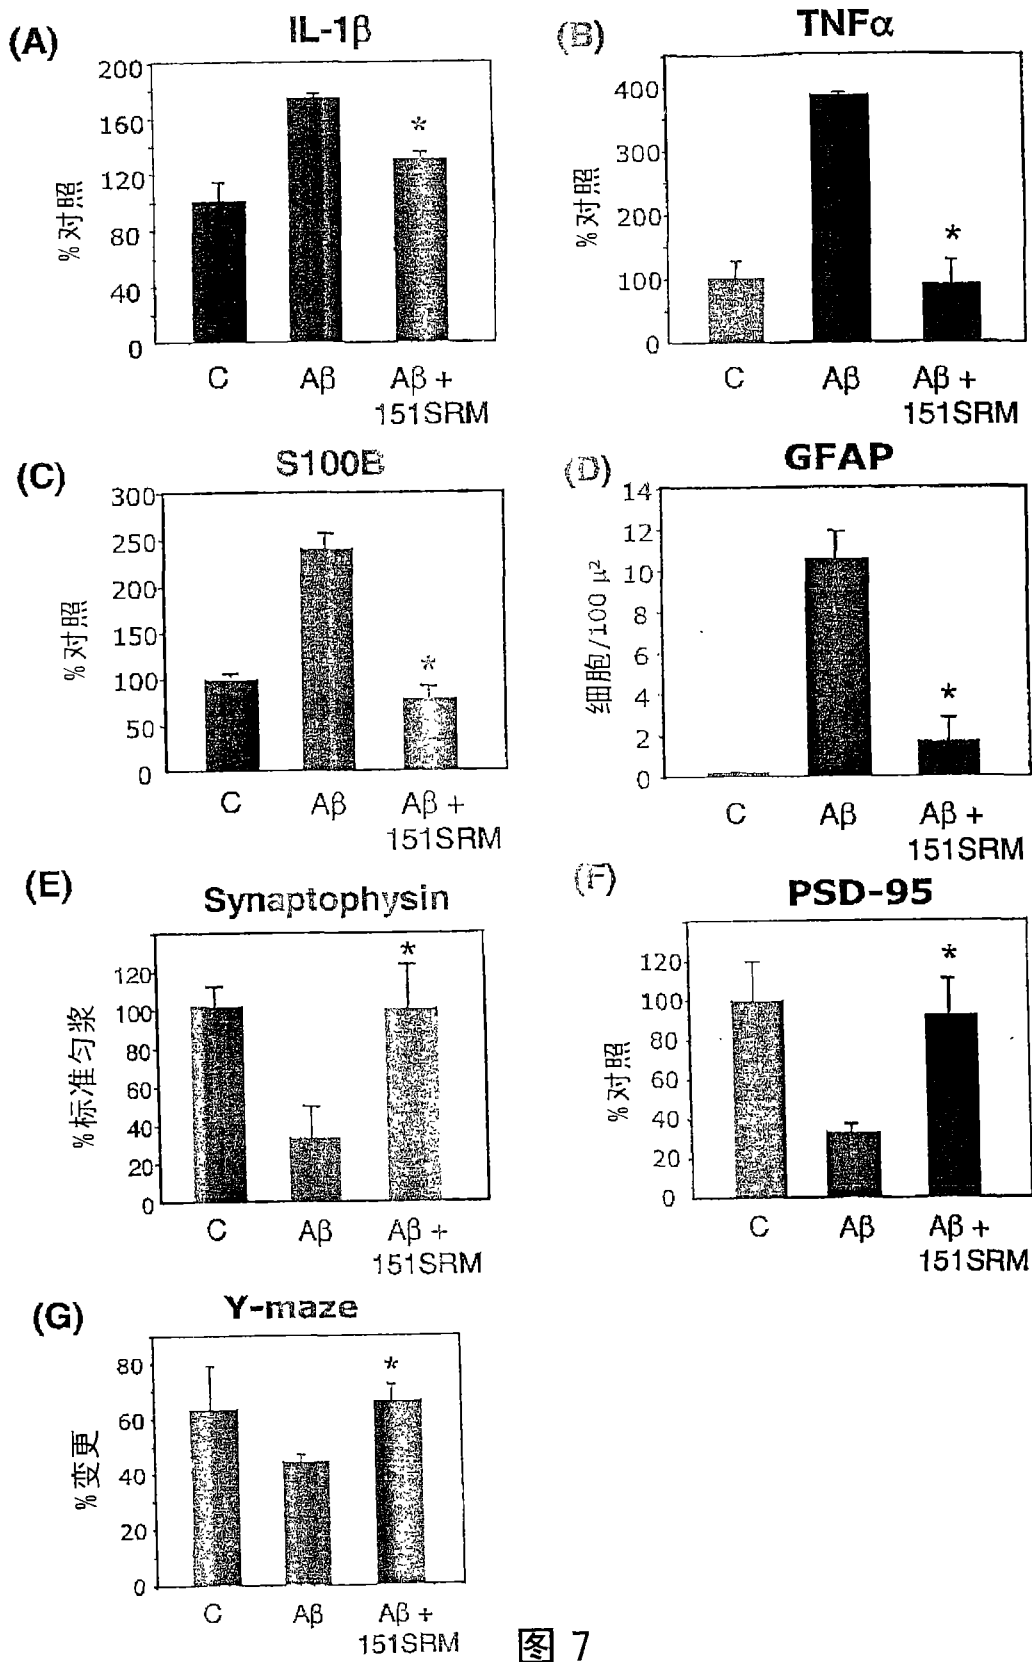 (A)
IL-1β
% 对照
200
160
120
80
40
0
C
Aβ
Aβ +
151SRM
*
(B)
TNFα
% 对照
400
300
200
100
0
C
Aβ
Aβ +
151SRM
*
(C)
S100B
% 对照
300
250
200
150
100
50
0
C
Aβ
Aβ +
151SRM
*
(D)
GFAP
细胞/100 μ²
14
12
10
8
6
4
2
0
C
Aβ
Aβ +
151SRM
*
(E)
Synaptophysin
%标准匀浆
120
100
80
60
40
20
0
C
Aβ
Aβ +
151SRM
*
(F)
PSD-95
% 对照
120
100
80
60
40
20
0
C
Aβ
Aβ +
151SRM
*
(G)
Y-maze
%变更
80
60
40
20
0
C
Aβ
Aβ +
151SRM
*
图 7